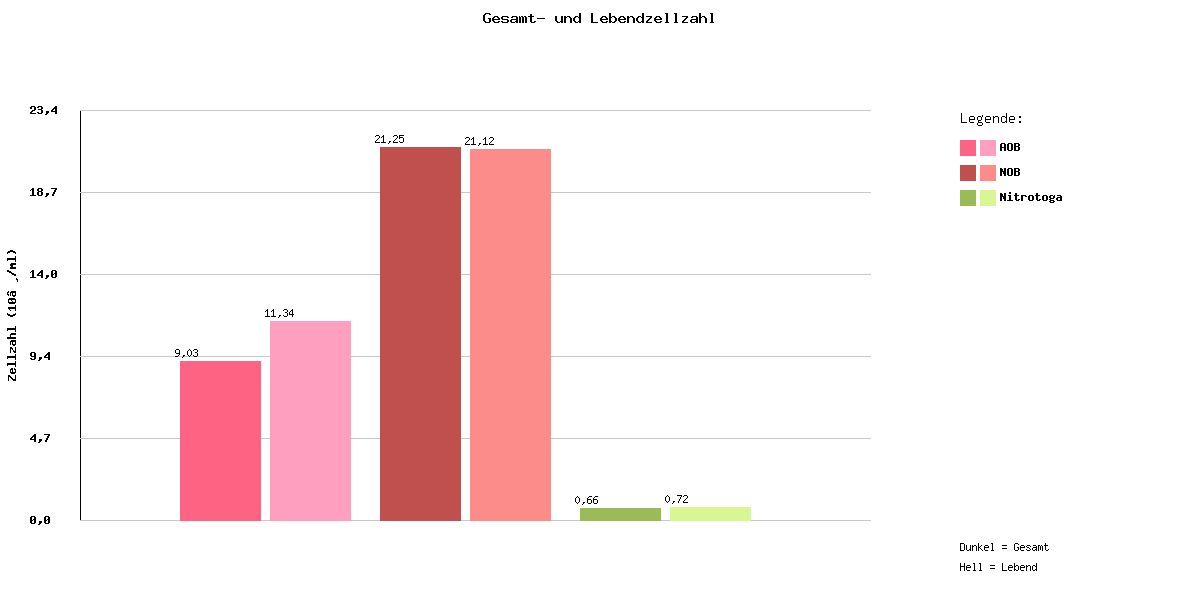 Gesamt- und Lebendzellzahl
23,4
18,7
14,0
9,4
4,7
0,0
Zellzahl (10â ¸/ml)
9,03
11,34
21,25
21,12
0,66
0,72
Legende:
AOB
NOB
Nitrotoga
Dunkel = Gesamt
Hell = Lebend